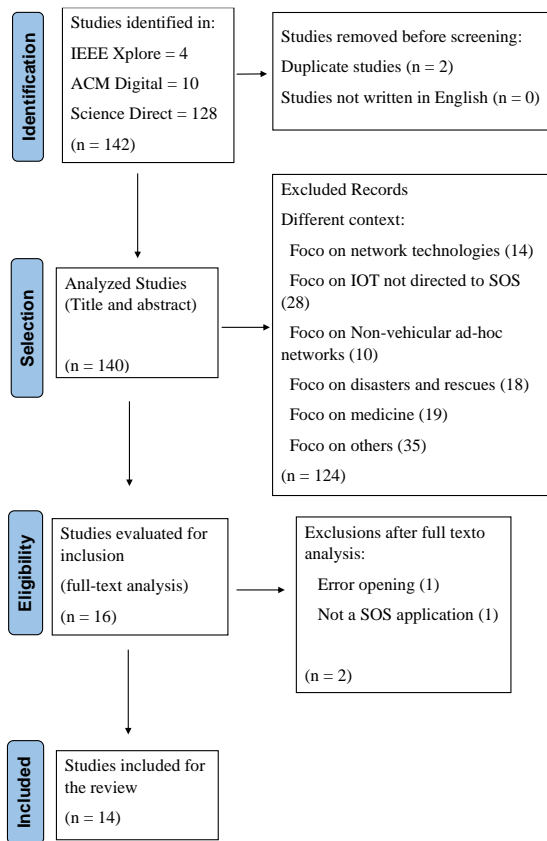 Identification
Studies identified in:
IEEE Xplore = 4
ACM Digital = 10
Science Direct = 128
(n = 142)
Studies removed before screening:
Duplicate studies (n = 2)
Studies not written in English (n = 0)
Selection
Analyzed Studies
(Title and abstract)
(n = 140)
Excluded Records
Different context:
Foco on network technologies (14)
Foco on IOT not directed to SOS
(28)
Foco on Non-vehicular ad-hoc
networks (10)
Foco on disasters and rescues (18)
Foco on medicine (19)
Foco on others (35)
(n = 124)
Eligibility
Studies evaluated for
inclusion
(full-text analysis)
(n = 16)
Exclusions after full texto
analysis:
Error opening (1)
Not a SOS application (1)
(n = 2)
Included
Studies included for
the review
(n = 14)